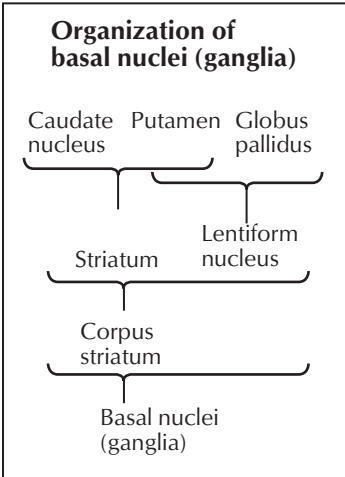 Organization of
basal nuclei (ganglia)
Caudate Putamen Globus
nucleus pallidus
Lentiform
Striatum nucleus
Corpus
striatum
Basal nuclei
(ganglia)